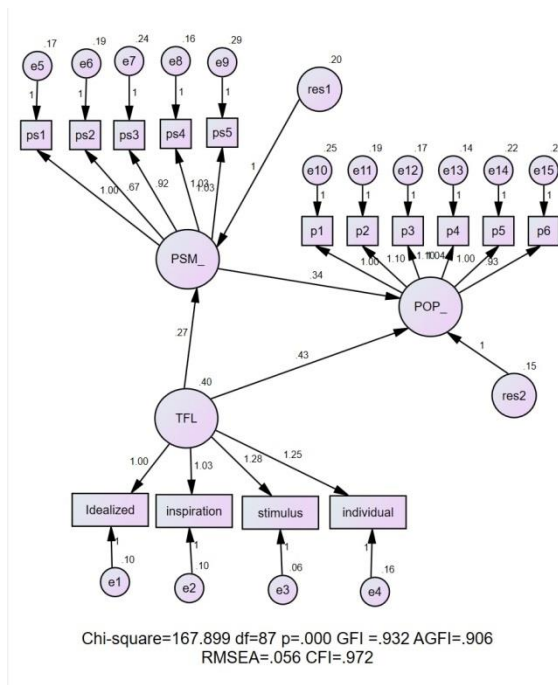 .17 .19 .24 .16 .29
e5 e6 e7 e8 e9
1 1 1 1 1
ps1 ps2 ps3 ps4 ps5
.20
res1
1
1.00 .67 .92 1.03
.25 .19 .17 .14 .22
e10 e11 e12 e13 e14 e15
1 1 1 1 1 1
p1 p2 p3 p4 p5 p6
1.00 1.10 1.00 .93
PSM_
.34
POP_
.27
.43
1
.15
res2
.40
TFL
1.00 1.03 1.28 1.25
Idealized inspiration stimulus individual
1 1 1 1
.10 .10 .06 .16
e1 e2 e3 e4
Chi-square=167.899 df=87 p=.000 GFI =.932 AGFI=.906
RMSEA=.056 CFI=.972